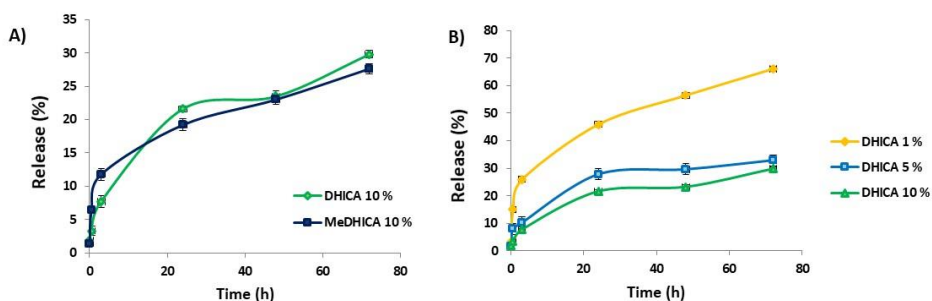 A)
Release (%)
35
30
25
20
15
10
5
0
0 20 40 60 80
Time (h)
DHICA 10 %
MeDHICA 10 %
B)
Release (%)
80
70
60
50
40
30
20
10
0
0 20 40 60 80
Time (h)
DHICA 1 %
DHICA 5 %
DHICA 10 %